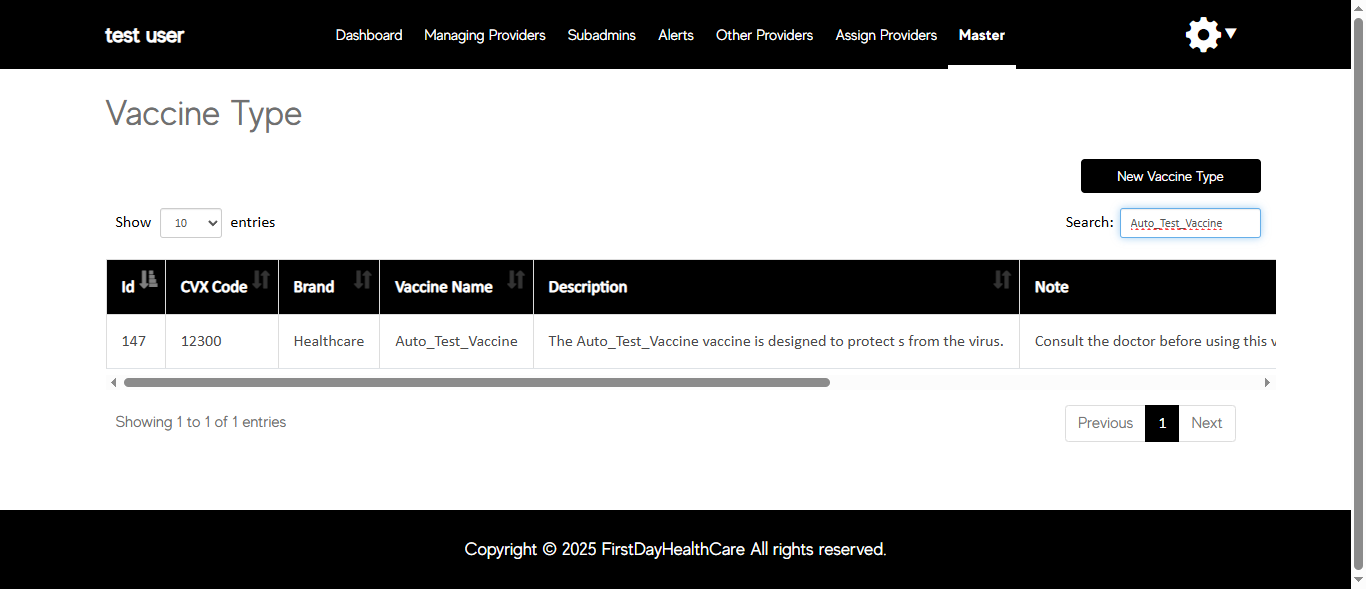 test user Dashboard Managing Providers Subadmins Alerts Other Providers Assign Providers Master
Vaccine Type
New Vaccine Type
Show 10 entries Search: Auto_Test_Vaccine
Id CVX Code Brand Vaccine Name Description Note
147 12300 Healthcare Auto_Test_Vaccine The Auto_Test_Vaccine vaccine is designed to protect s from the virus. Consult the doctor before using this v
Showing 1 to 1 of 1 entries Previous 1 Next
Copyright © 2025 FirstDayHealthCare All rights reserved.